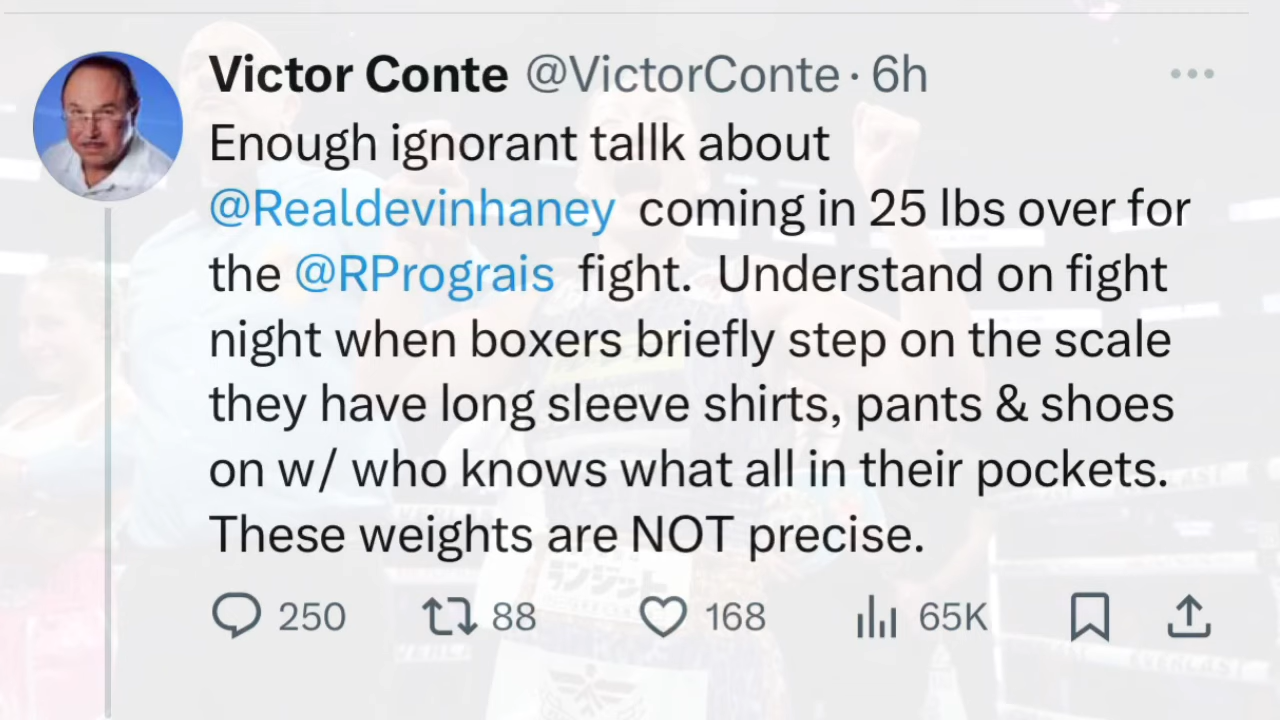 Victor Conte @VictorConte · 6h
Enough ignorant tallk about
@Realdevinhaney coming in 25 lbs over for
the @RPrograis fight. Understand on fight
night when boxers briefly step on the scale
they have long sleeve shirts, pants & shoes
on w/ who knows what all in their pockets.
These weights are NOT precise.
250 88 168 65K